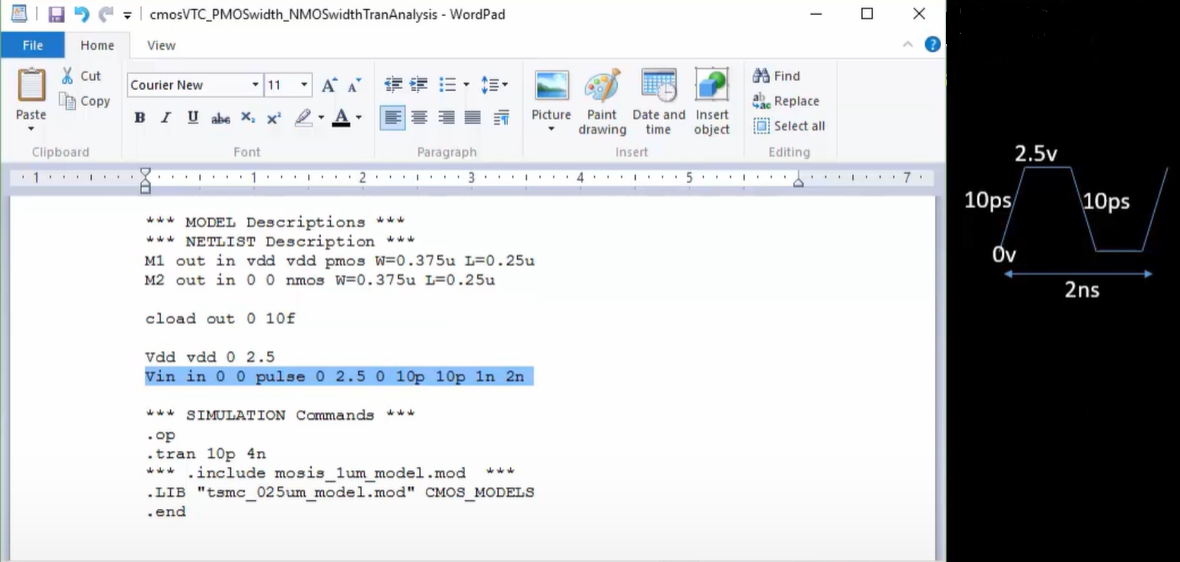 cmosVTC_PMOSwidth_NMOSwidthTranAnalysis - WordPad
File Home View
Paste
Cut
Copy
Clipboard
Courier New 11
B I U abc X₂ X² A
Font
Paragraph
Picture
Paint drawing
Date and time
Insert object
Insert
Find
Replace
Select all
Editing
1 1 2 3 4 5 7
*** MODEL Descriptions ***
*** NETLIST Description ***
M1 out in vdd vdd pmos W=0.375u L=0.25u
M2 out in 0 0 nmos W=0.375u L=0.25u
cload out 0 10f
Vdd vdd 0 2.5
Vin in 0 0 pulse 0 2.5 0 10p 10p 1n 2n
*** SIMULATION Commands ***
.op
.tran 10p 4n
*** .include mosis_1um_model.mod ***
.LIB "tsmc_025um_model.mod" CMOS_MODELS
.end
2.5v
10ps 10ps
0v
2ns